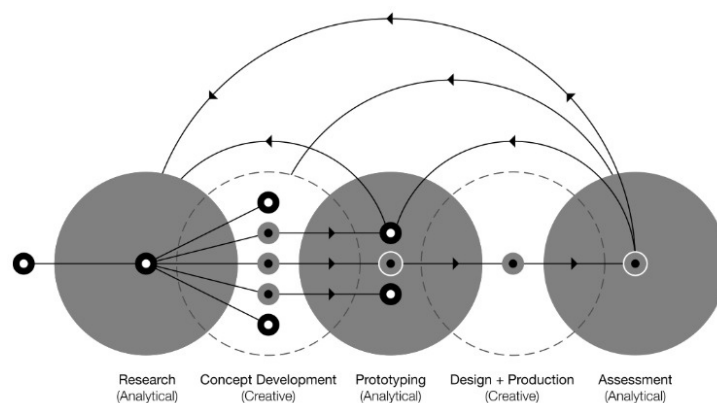 Research Concept Development Prototyping Design + Production Assessment
(Analytical) (Creative) (Analytical) (Creative) (Analytical)